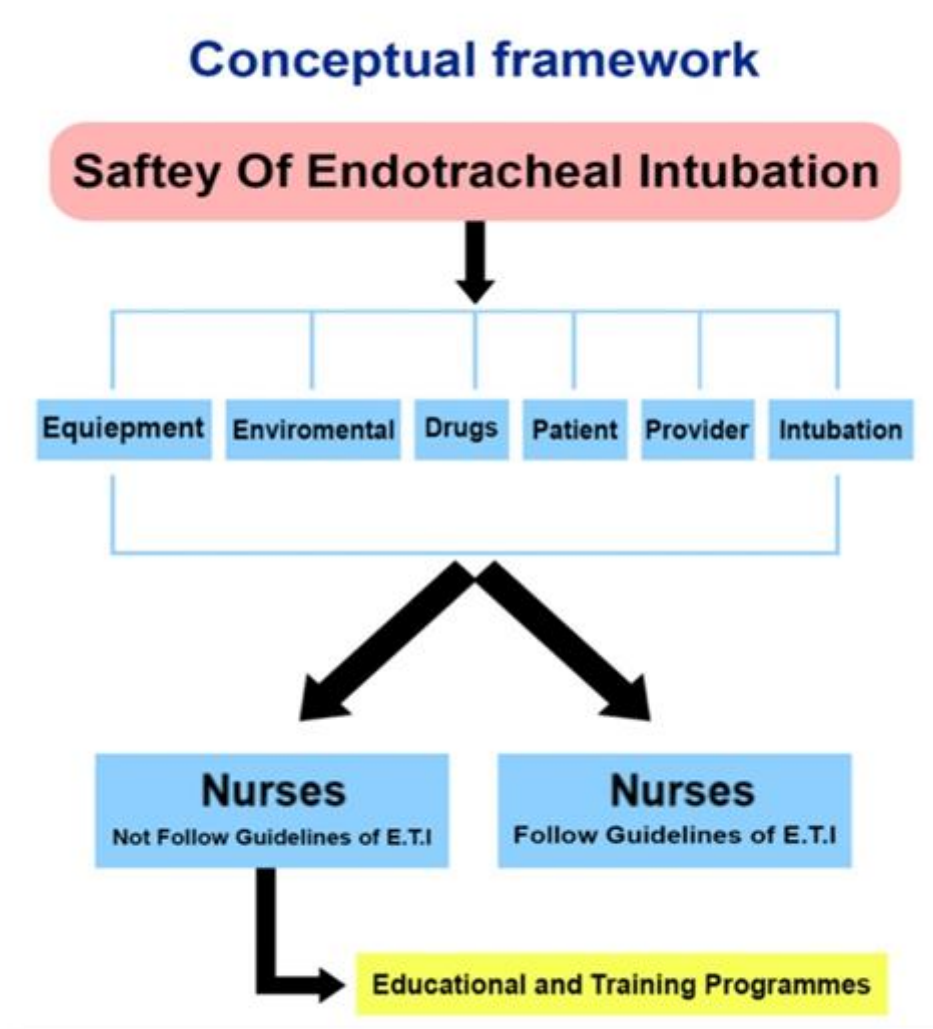 Conceptual framework
Saftey Of Endotracheal Intubation
Equiepment
Enviromental
Drugs
Patient
Provider
Intubation
Nurses
Not Follow Guidelines of E.T.I
Nurses
Follow Guidelines of E.T.I
Educational and Training Programmes